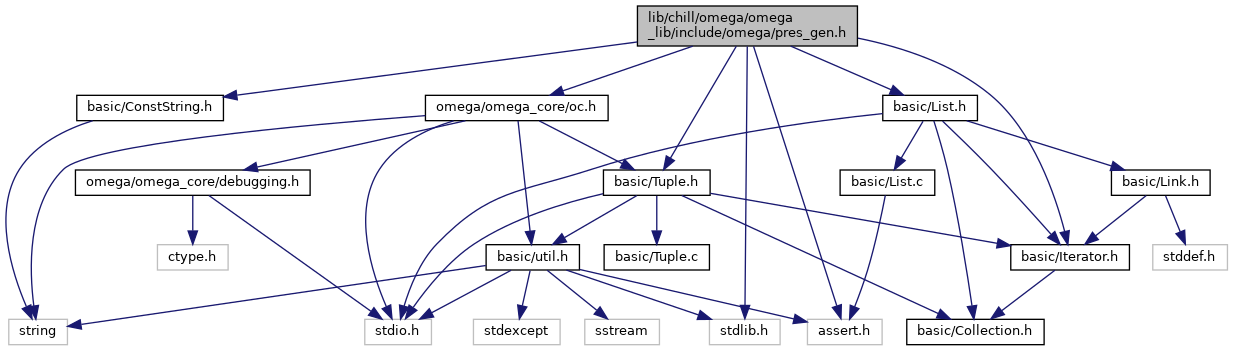 lib/chill/omega/omega
_lib/include/omega/pres_gen.h
basic/ConstString.h
omega/omega_core/oc.h
basic/List.h
omega/omega_core/debugging.h
basic/Tuple.h
basic/List.c
basic/Link.h
ctype.h
basic/util.h
basic/Tuple.c
basic/Iterator.h
stddef.h
string
stdio.h
stdexcept
sstream
stdlib.h
assert.h
basic/Collection.h